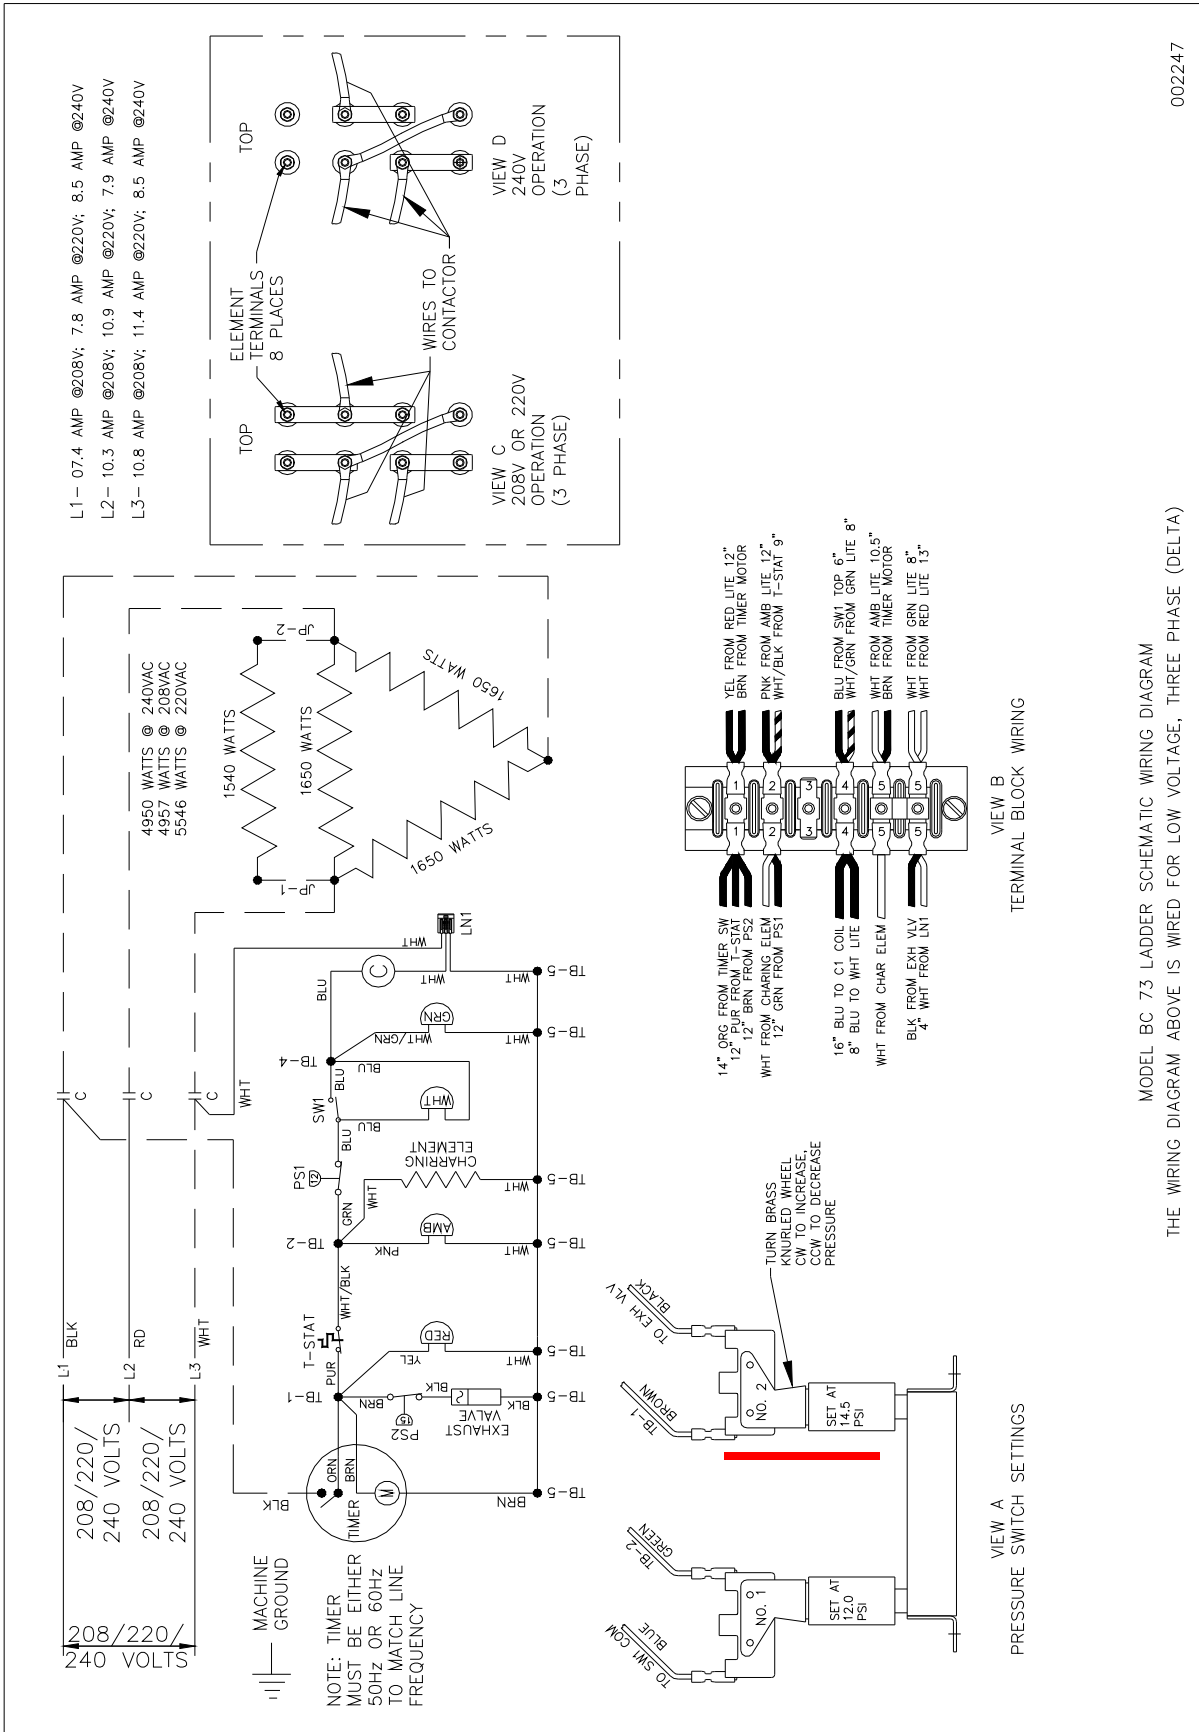 L1- 07.4 AMP @208V; 7.8 AMP @220V; 8.5 AMP @240V
L2- 10.3 AMP @208V; 10.9 AMP @220V; 7.9 AMP @240V
L3- 10.8 AMP @208V; 11.4 AMP @220V; 8.5 AMP @240V
208/220/
240 VOLTS
208/220/
240 VOLTS
208/220/
240 VOLTS
L1
BLK
L2
RD
L3
WHT
C
C
C
WHT
4950 WATTS @ 240VAC
4957 WATTS @ 208VAC
5546 WATTS @ 220VAC
1540 WATTS
1650 WATTS
1650 WATTS
1650 WATTS
JP-1
JP-2
MACHINE
GROUND
NOTE: TIMER
MUST BE EITHER
50Hz OR 60Hz
TO MATCH LINE
FREQUENCY
BLK
TIMER
ORN
BRN
M
BRN
TB-5
TB-1
PUR
T-STAT
WHT/BLK
TB-2
GRN
PS1
12
BLU
SW1
BLU
TB-4
BLU
C
WHT
WHT
LN1
BRN
PS2
15
BLK
EXHAUST
VALVE
BLK
TB-5
YEL
RED
WHT
TB-5
PNK
AMB
WHT
TB-5
WHT
CHARRING
ELEMENT
WHT
TB-5
BLU
WHT
BLU
WHT/GRN
GRN
WHT
TB-5
WHT
TB-5
TOP
TOP
ELEMENT
TERMINALS
8 PLACES
WIRES TO
CONTACTOR
VIEW C
208V OR 220V
OPERATION
(3 PHASE)
VIEW D
240V
OPERATION
(3
PHASE)
TO SW1 COM
BLUE
TB-2
GREEN
NO. 1
SET AT
12.0
PSI
TB-1
BROWN
TO EXH VLV
BLACK
NO. 2
SET AT
14.5
PSI
TURN BRASS
KNURLED WHEEL
CW TO INCREASE,
CCW TO DECREASE
PRESSURE
VIEW A
PRESSURE SWITCH SETTINGS
14" ORG FROM TIMER SW
12" PUR FROM T-STAT
12" BRN FROM PS2
WHT FROM CHARING ELEM
12" GRN FROM PS1
16" BLU TO C1 COIL
8" BLU TO WHT LITE
WHT FROM CHAR ELEM
BLK FROM EXH VLV
4" WHT FROM LN1
1 1
2 2
3 3
4 4
5 5
5 5
YEL FROM RED LITE 12"
BRN FROM TIMER MOTOR
PNK FROM AMB LITE 12"
WHT/BLK FROM T-STAT 9"
BLU FROM SW1 TOP 6"
WHT/GRN FROM GRN LITE 8"
WHT FROM AMB LITE 10.5"
BRN FROM TIMER MOTOR
WHT FROM GRN LITE 8"
WHT FROM RED LITE 13"
VIEW B
TERMINAL BLOCK WIRING
MODEL BC 73 LADDER SCHEMATIC WIRING DIAGRAM
THE WIRING DIAGRAM ABOVE IS WIRED FOR LOW VOLTAGE, THREE PHASE (DELTA)
002247